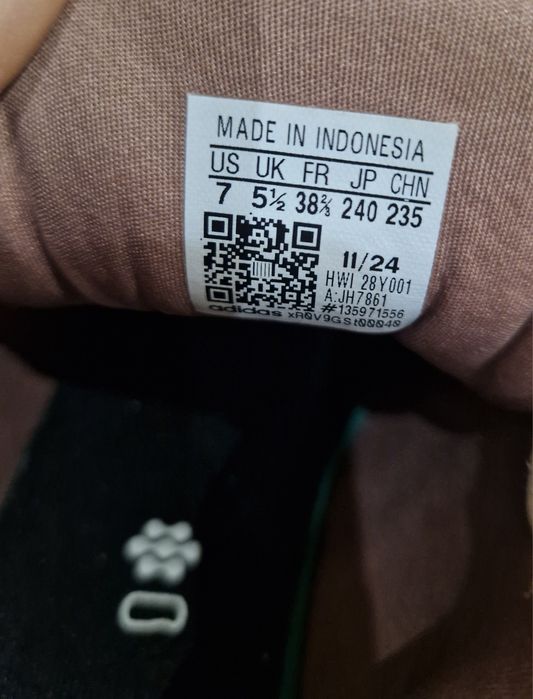 MADE IN INDONESIA
US UK FR JP CHN
7 5½ 38⅔ 240 235
11/24
HWI 28Y001
A:JH7861
#135971556
adidas xR0V9GSt00040